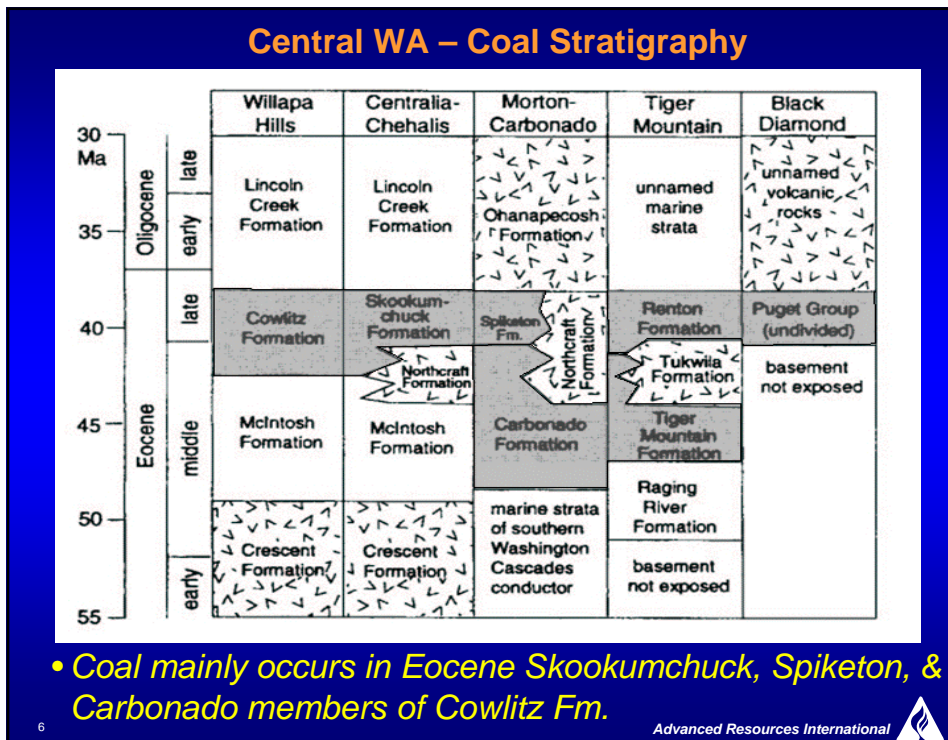 Central WA – Coal Stratigraphy
Willapa
Hills
Centralia-
Chehalis
Morton-
Carbonado
Tiger
Mountain
Black
Diamond
30
Ma
35
40
45
50
55
Oligocene
Eocene
late
early
late
middle
early
Lincoln
Creek
Formation
Cowlitz
Formation
McIntosh
Formation
Crescent
Formation
Lincoln
Creek
Formation
Skookum-
chuck
Formation
Northcraft
Formation
McIntosh
Formation
Crescent
Formation
Ohanapecosh
Formation
Spiketon
Fm.
Northcraft
Formation
Carbonado
Formation
marine strata
of southern
Washington
Cascades
conductor
unnamed
marine
strata
Renton
Formation
Tukwila
Formation
Tiger
Mountain
Formation
Raging
River
Formation
basement
not exposed
unnamed
volcanic
rocks
Puget Group
(undivided)
basement
not exposed
• Coal mainly occurs in Eocene Skookumchuck, Spiketon, &
Carbonado members of Cowlitz Fm.
6
Advanced Resources International